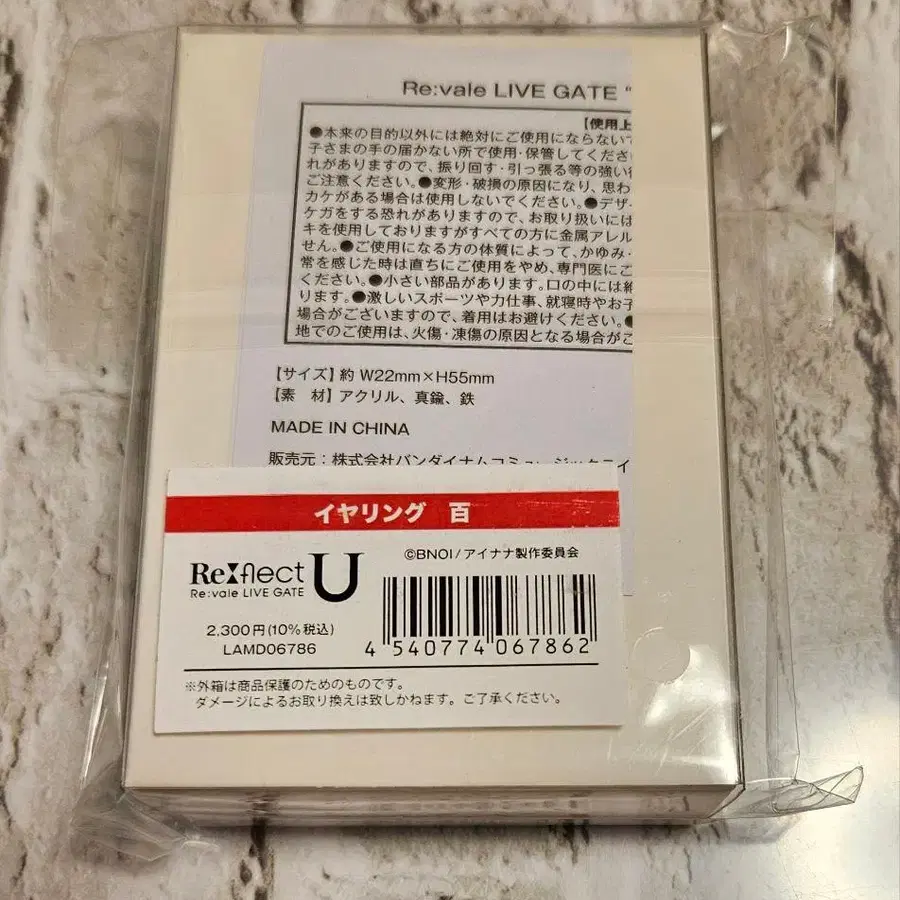 Re:vale LIVE GATE "
【使用上
●本来の目的以外には絶対にご使用にならないで
子さまの手の届かない所で使用・保管してくださ
れがありますので、振り回す・引っ張る等の強い
ご注意ください。●変形・破損の原因になり、思わ
カケがある場合は使用しないでください。●デザ
ケガをする恐れがありますので、お取り扱いには
キを使用しておりますがすべての方に金属アレル
せん。●ご使用になる方の体質によって、かゆみ・
常を感じた時は直ちにご使用をやめ、専門医にご
ください。●小さい部品があります。口の中には絶
ります。●激しいスポーツや力仕事、就寝時やお子
場合がございますので、着用はお避けください。●
地でのご使用は、火傷・凍傷の原因となる場合がご
【サイズ】約 W22mm×H55mm
【素 材】アクリル、真鍮、鉄
MADE IN CHINA
販売元：株式会社バンダイナムコミュージックライ
イヤリング 百
©BNOI/アイナナ製作委員会
Re:flect U
Re:vale LIVE GATE
2,300円(10%税込)
LAMD06786
4 540774 067862
※外箱は商品保護のためのものです。
ダメージによるお取り換えは致しかねます。ご了承ください。